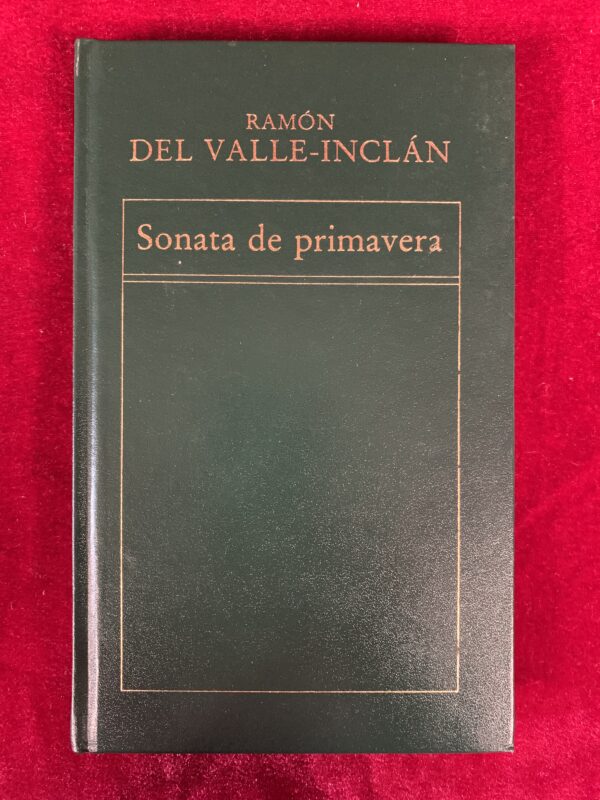 RAMÓN
DEL VALLE-INCLÁN
Sonata de primavera